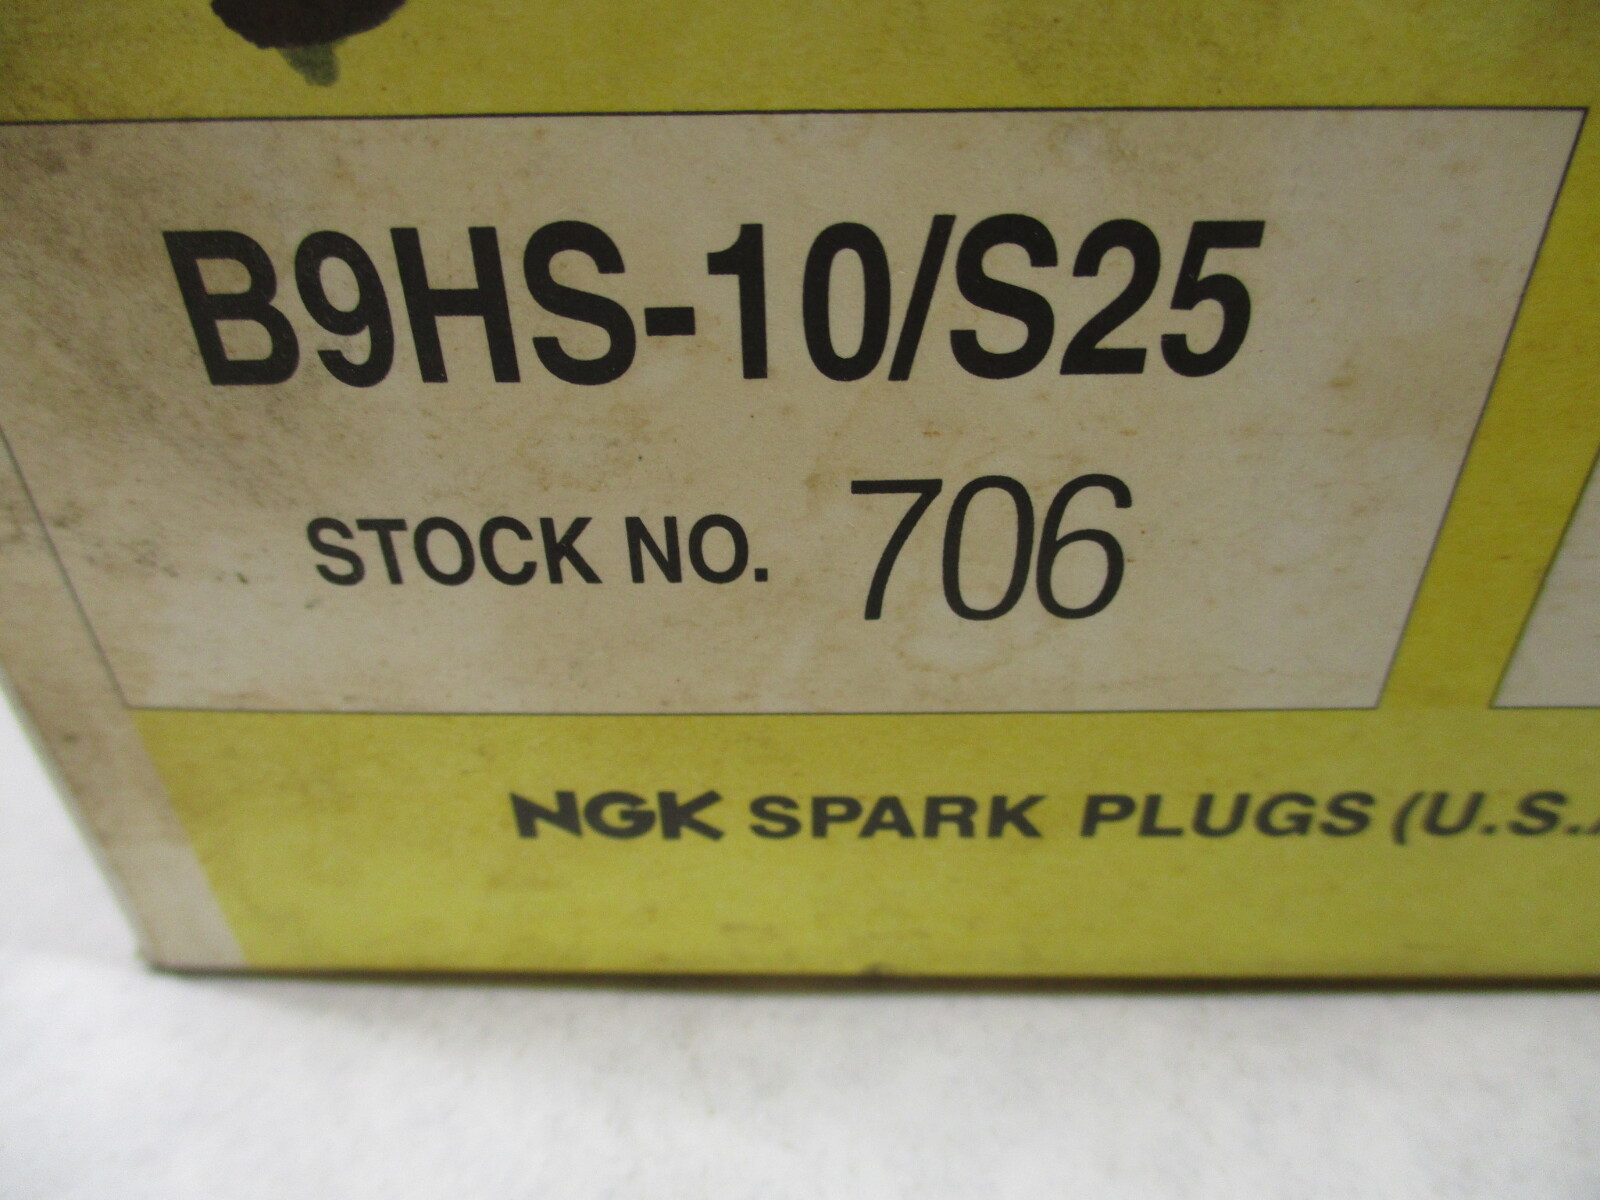 B9HS-10/S25
STOCK NO. 706
NGK SPARK PLUGS (U.S.